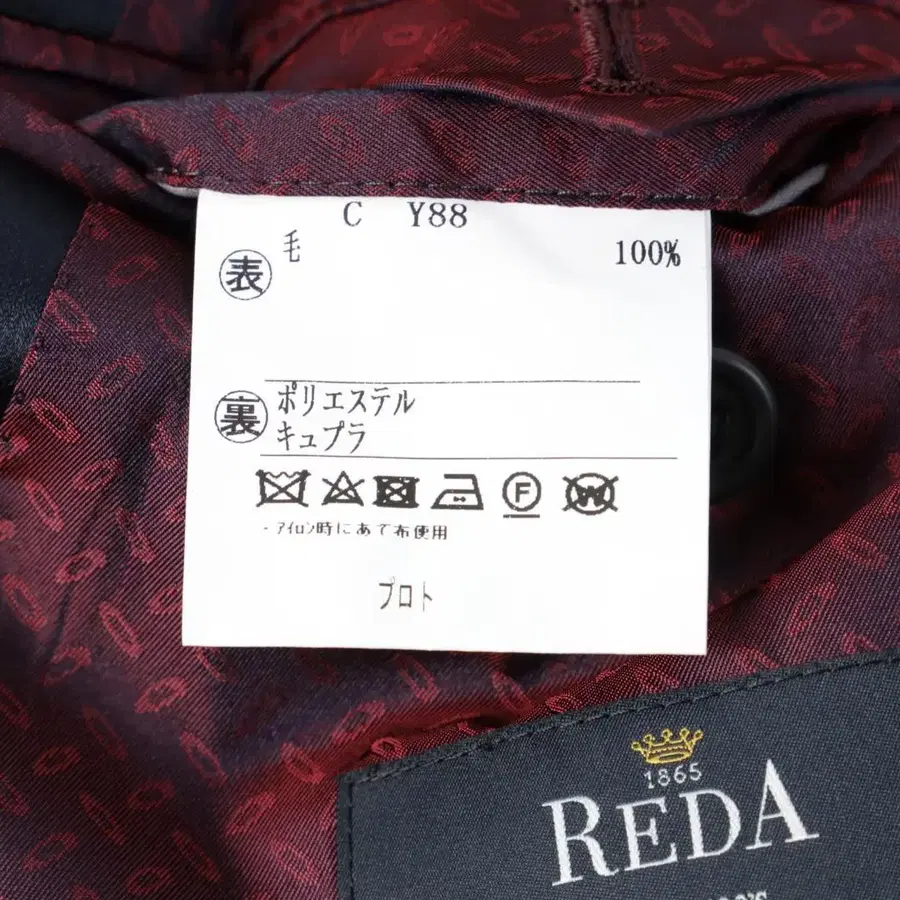 C Y88
表 毛 100%
裏 ポリエステル
キュプラ
F W
-アイロン時にあて布使用
プロト
1865
REDA